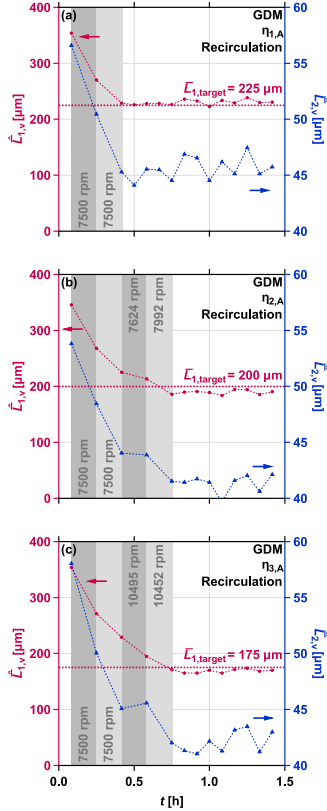 (a)
GDM
η1,A
Recirculation
L̄1,target = 225 µm
7500 rpm
7500 rpm
400
300
200
100
0
60
55
50
45
40
L̂1,v [µm]
L̂2,v [µm]
(b)
GDM
η2,A
Recirculation
L̄1,target = 200 µm
7500 rpm
7500 rpm
7624 rpm
7992 rpm
400
300
200
100
0
60
55
50
45
40
L̂1,v [µm]
L̂2,v [µm]
(c)
GDM
η3,A
Recirculation
L̄1,target = 175 µm
7500 rpm
7500 rpm
10495 rpm
10452 rpm
400
300
200
100
0
60
55
50
45
40
L̂1,v [µm]
L̂2,v [µm]
0.0
0.5
1.0
1.5
t [h]